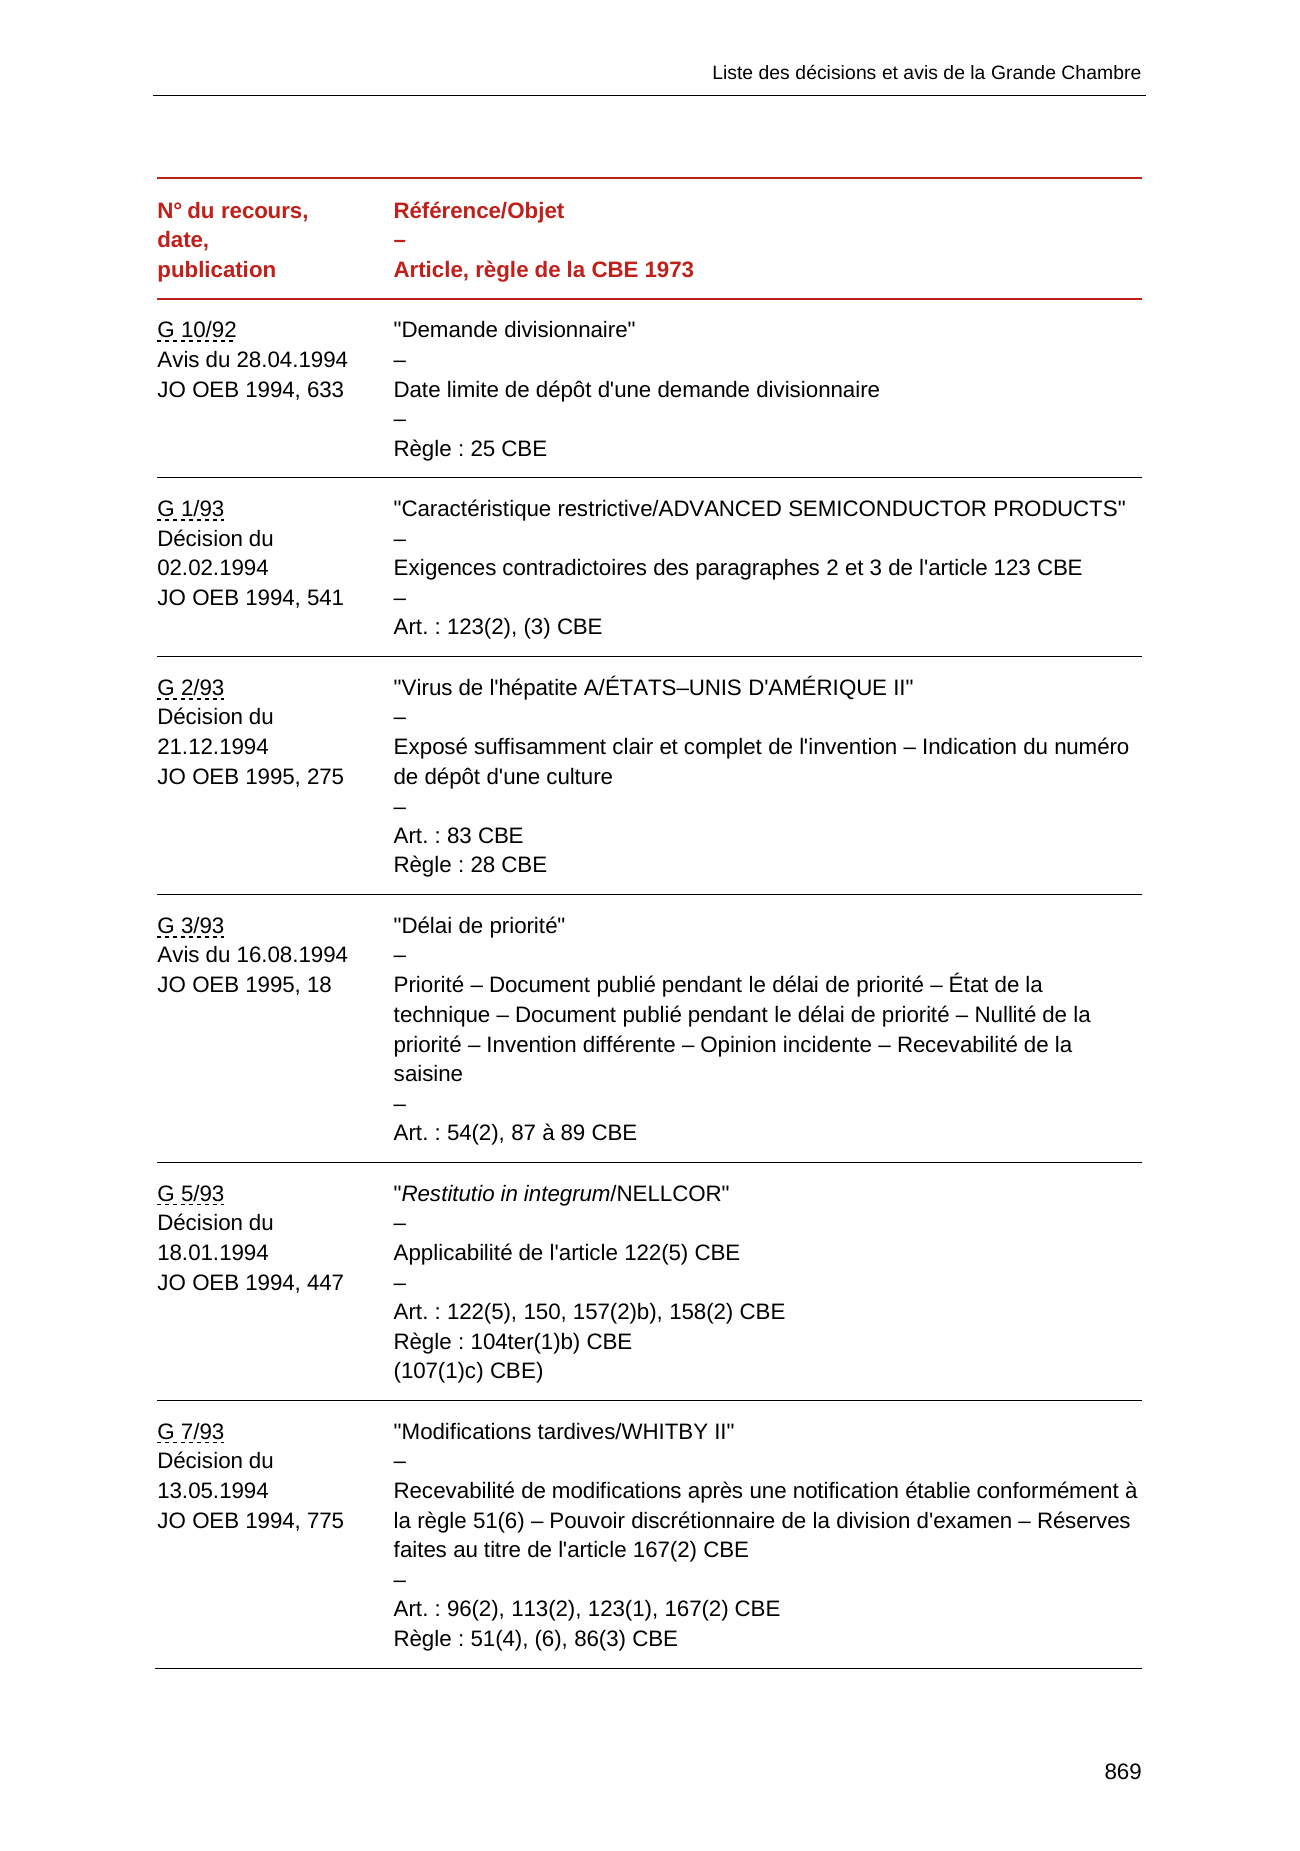 Liste des décisions et avis de la Grande Chambre
N° du recours,
date,
publication
Référence/Objet
–
Article, règle de la CBE 1973
G 10/92
Avis du 28.04.1994
JO OEB 1994, 633
"Demande divisionnaire"
–
Date limite de dépôt d'une demande divisionnaire
–
Règle : 25 CBE
G 1/93
Décision du
02.02.1994
JO OEB 1994, 541
"Caractéristique restrictive/ADVANCED SEMICONDUCTOR PRODUCTS"
–
Exigences contradictoires des paragraphes 2 et 3 de l'article 123 CBE
–
Art. : 123(2), (3) CBE
G 2/93
Décision du
21.12.1994
JO OEB 1995, 275
"Virus de l'hépatite A/ÉTATS–UNIS D'AMÉRIQUE II"
–
Exposé suffisamment clair et complet de l'invention – Indication du numéro
de dépôt d'une culture
–
Art. : 83 CBE
Règle : 28 CBE
G 3/93
Avis du 16.08.1994
JO OEB 1995, 18
"Délai de priorité"
–
Priorité – Document publié pendant le délai de priorité – État de la
technique – Document publié pendant le délai de priorité – Nullité de la
priorité – Invention différente – Opinion incidente – Recevabilité de la
saisine
–
Art. : 54(2), 87 à 89 CBE
G 5/93
Décision du
18.01.1994
JO OEB 1994, 447
"Restitutio in integrum/NELLCOR"
–
Applicabilité de l'article 122(5) CBE
–
Art. : 122(5), 150, 157(2)b), 158(2) CBE
Règle : 104ter(1)b) CBE
(107(1)c) CBE)
G 7/93
Décision du
13.05.1994
JO OEB 1994, 775
"Modifications tardives/WHITBY II"
–
Recevabilité de modifications après une notification établie conformément à
la règle 51(6) – Pouvoir discrétionnaire de la division d'examen – Réserves
faites au titre de l'article 167(2) CBE
–
Art. : 96(2), 113(2), 123(1), 167(2) CBE
Règle : 51(4), (6), 86(3) CBE
869